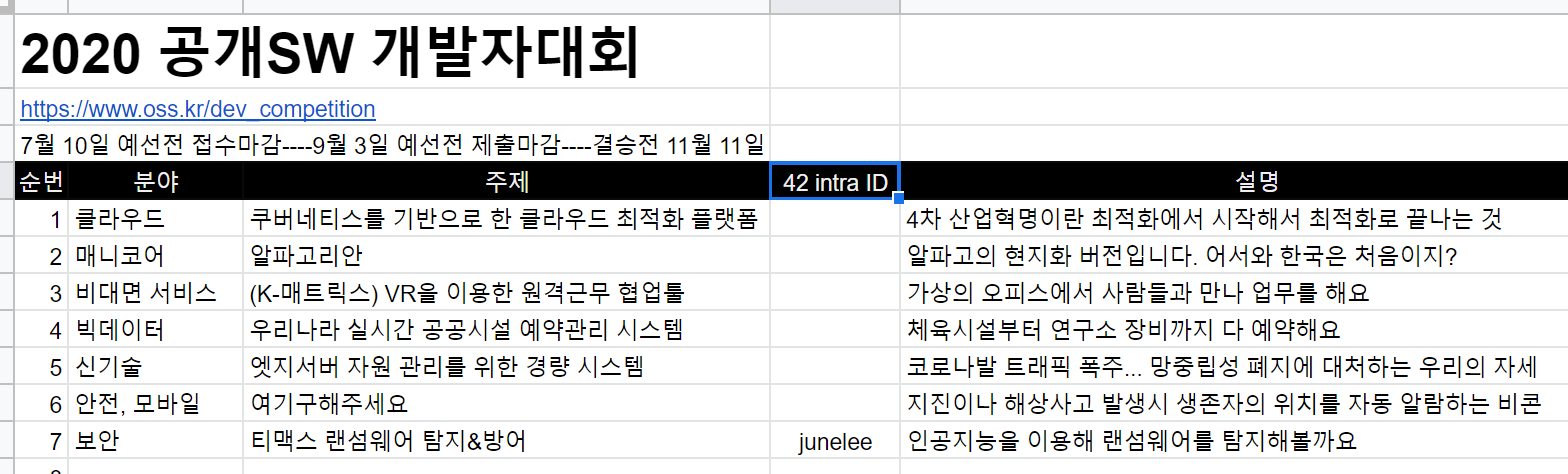 2020 공개SW 개발자대회
https://www.oss.kr/dev_competition
7월 10일 예선전 접수마감----9월 3일 예선전 제출마감----결승전 11월 11일
순번 분야 주제 42 intra ID 설명
1 클라우드 쿠버네티스를 기반으로 한 클라우드 최적화 플랫폼 4차 산업혁명이란 최적화에서 시작해서 최적화로 끝나는 것
2 매니코어 알파고리안 알파고의 현지화 버전입니다. 어서와 한국은 처음이지?
3 비대면 서비스 (K-매트릭스) VR을 이용한 원격근무 협업툴 가상의 오피스에서 사람들과 만나 업무를 해요
4 빅데이터 우리나라 실시간 공공시설 예약관리 시스템 체육시설부터 연구소 장비까지 다 예약해요
5 신기술 엣지서버 자원 관리를 위한 경량 시스템 코로나발 트래픽 폭주... 망중립성 폐지에 대처하는 우리의 자세
6 안전, 모바일 여기구해주세요 지진이나 해상사고 발생시 생존자의 위치를 자동 알람하는 비콘
7 보안 티맥스 랜섬웨어 탐지&방어 junelee 인공지능을 이용해 랜섬웨어를 탐지해볼까요